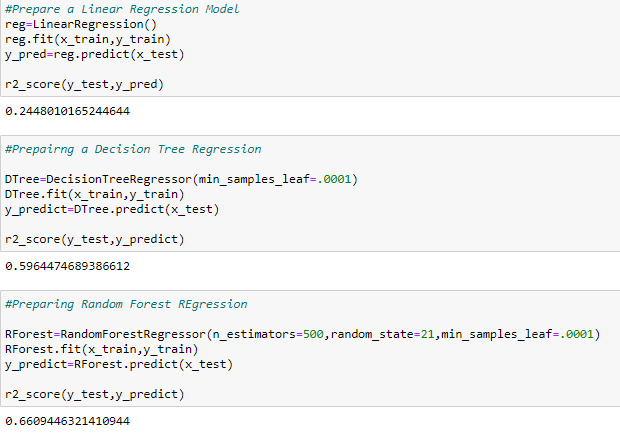 #Prepare a Linear Regression Model
reg=LinearRegression()
reg.fit(x_train,y_train)
y_pred=reg.predict(x_test)
r2_score(y_test,y_pred)
0.2448010165244644
#Prepairng a Decision Tree Regression
DTree=DecisionTreeRegressor(min_samples_leaf=.0001)
DTree.fit(x_train,y_train)
y_predict=DTree.predict(x_test)
r2_score(y_test,y_predict)
0.5964474689386612
#Preparing Random Forest REgression
RForest=RandomForestRegressor(n_estimators=500,random_state=21,min_samples_leaf=.0001)
RForest.fit(x_train,y_train)
y_predict=RForest.predict(x_test)
r2_score(y_test,y_predict)
0.6609446321410944